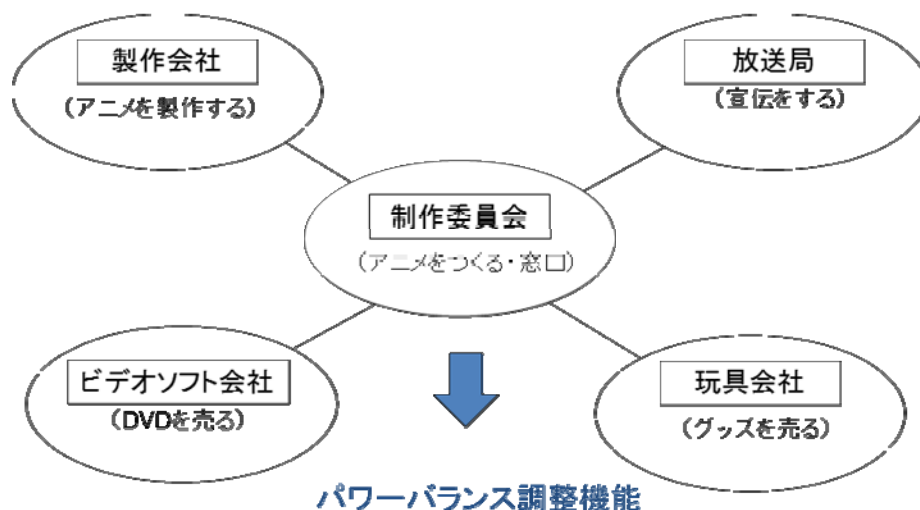 製作会社
(アニメを製作する)
放送局
(宣伝をする)
制作委員会
(アニメをつくる・窓口)
ビデオソフト会社
(DVDを売る)
玩具会社
(グッズを売る)
パワーバランス調整機能